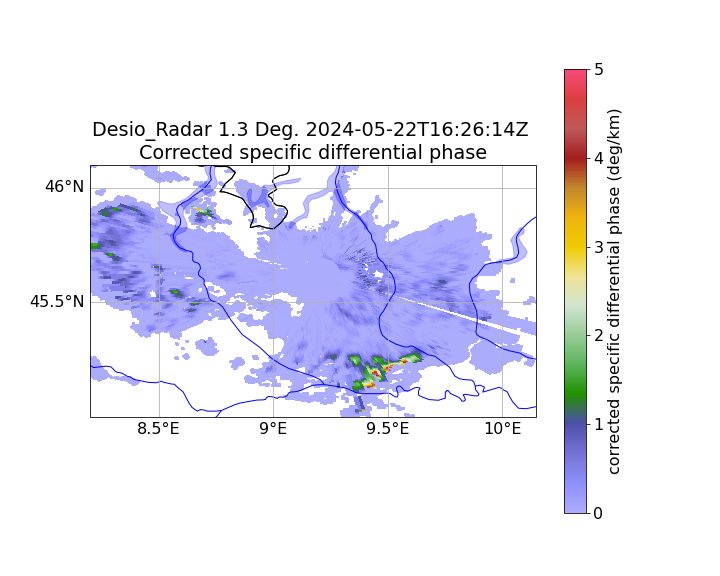 Desio_Radar 1.3 Deg. 2024-05-22T16:26:14Z
Corrected specific differential phase
46°N
45.5°N
8.5°E
9°E
9.5°E
10°E
5
4
3
2
1
0
corrected specific differential phase (deg/km)